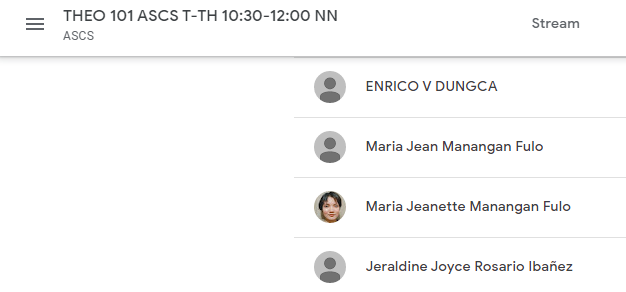 THEO 101 ASCS T-TH 10:30-12:00 NN
ASCS
Stream
ENRICO V DUNGCA
Maria Jean Manangan Fulo
Maria Jeanette Manangan Fulo
Jeraldine Joyce Rosario Ibañez